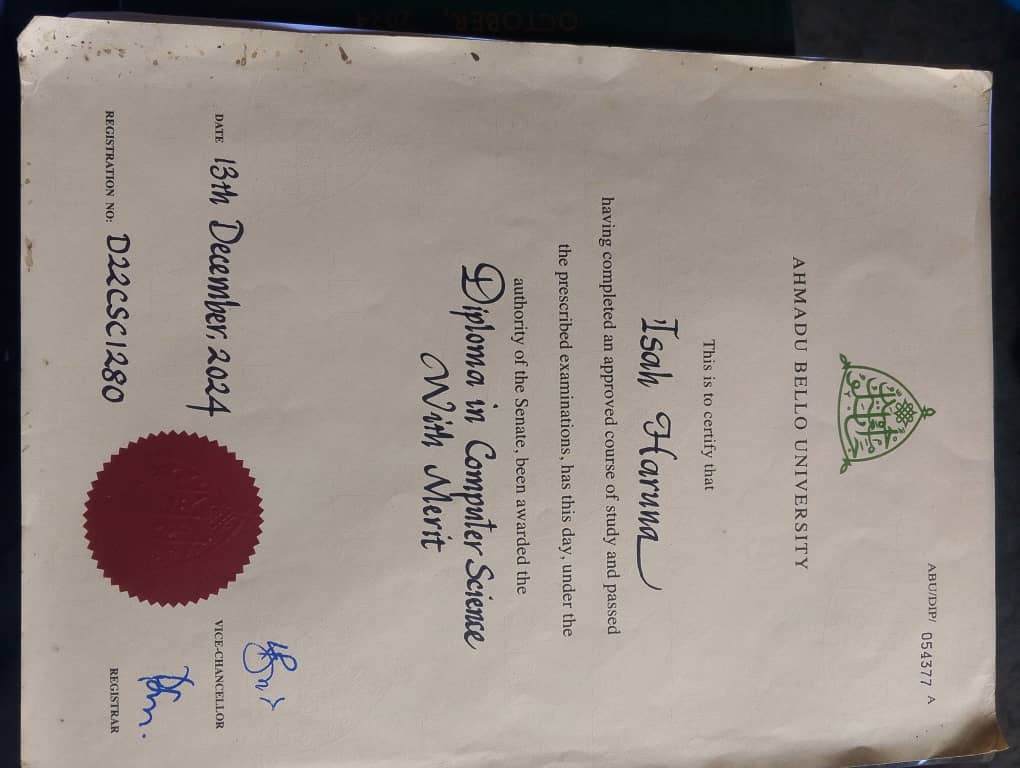 ABU/DIP/ 054377 A
AHMADU BELLO UNIVERSITY
This is to certify that
Isah Haruna
having completed an approved course of study and passed
the prescribed examinations, has this day, under the
authority of the Senate, been awarded the
Diploma in Computer Science
With Merit
DATE 13th December, 2024
VICE-CHANCELLOR
REGISTRATION NO: D22CSC1280
REGISTRAR
OCTOBER, 2024